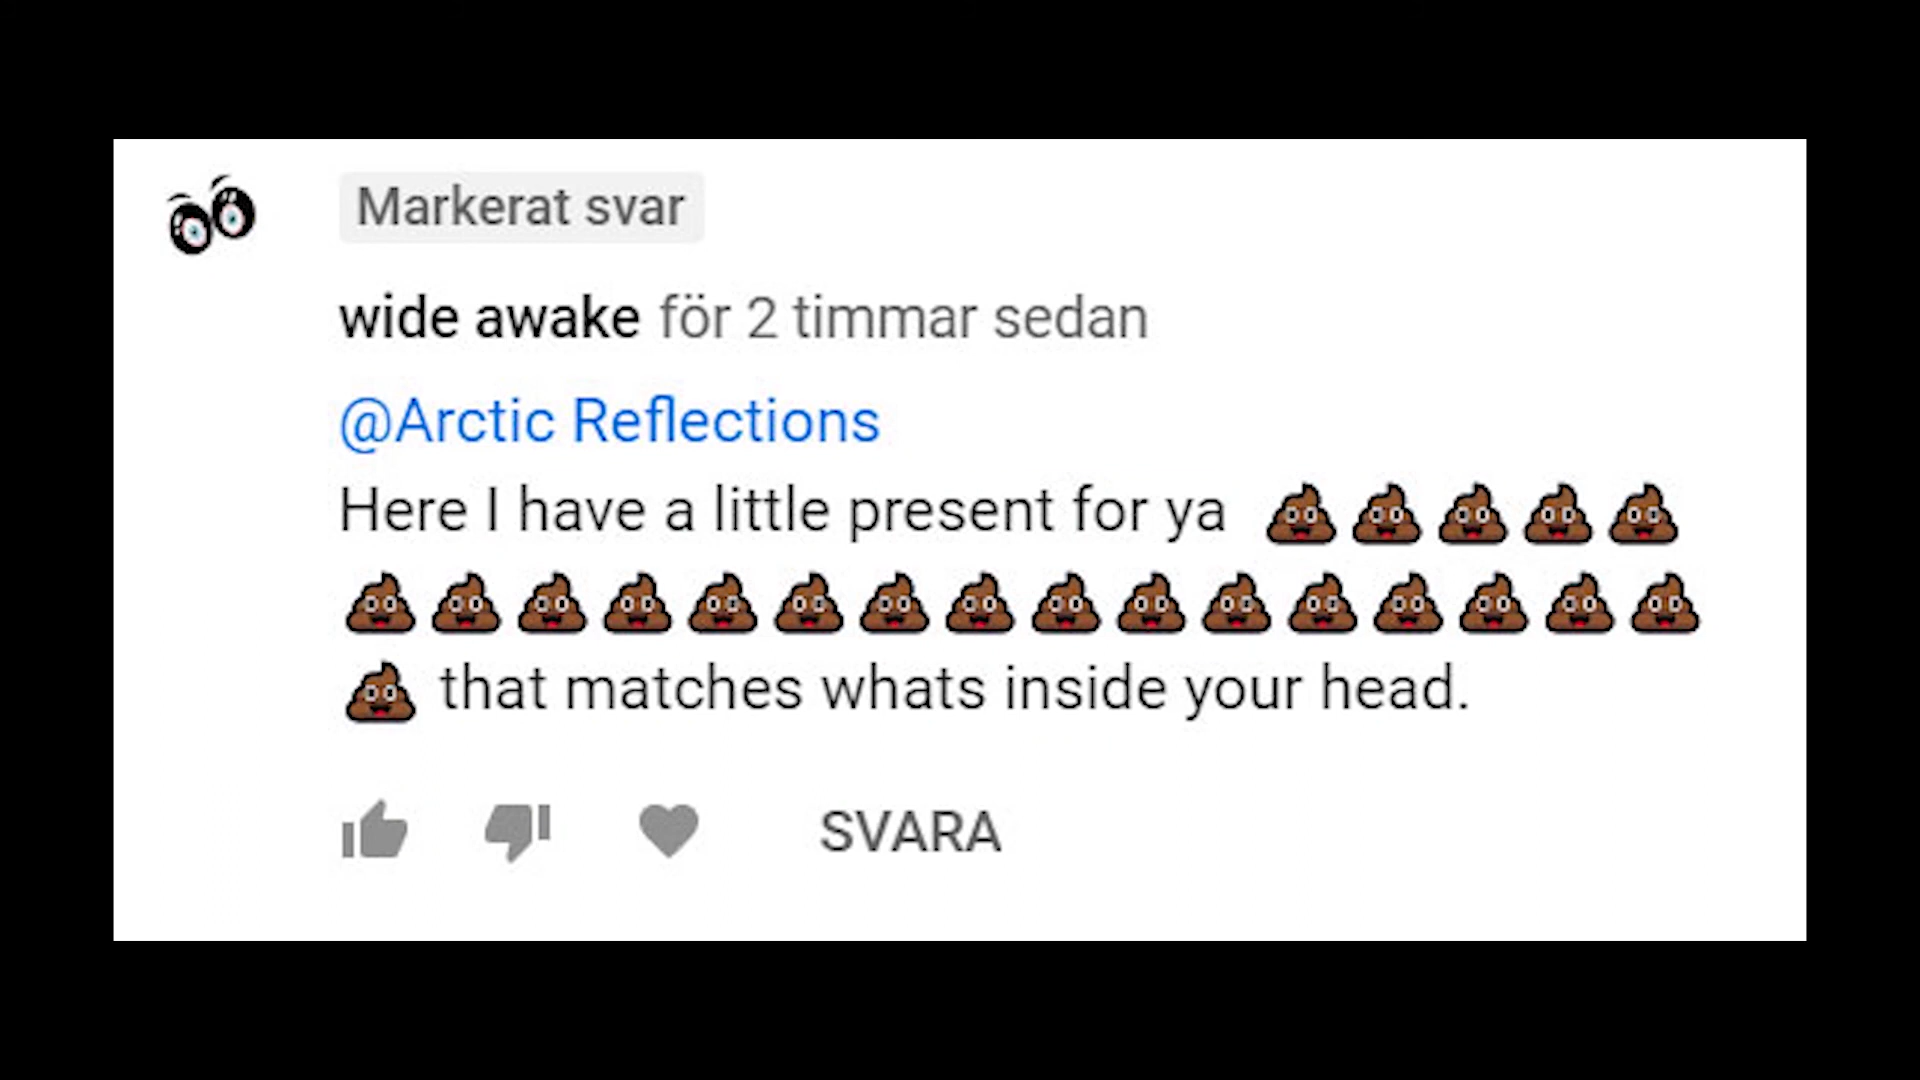 Markerat svar
wide awake för 2 timmar sedan
@Arctic Reflections
Here I have a little present for ya 💩💩💩💩💩
💩💩💩💩💩💩💩💩💩💩💩💩💩💩💩💩
💩 that matches whats inside your head.
SVARA